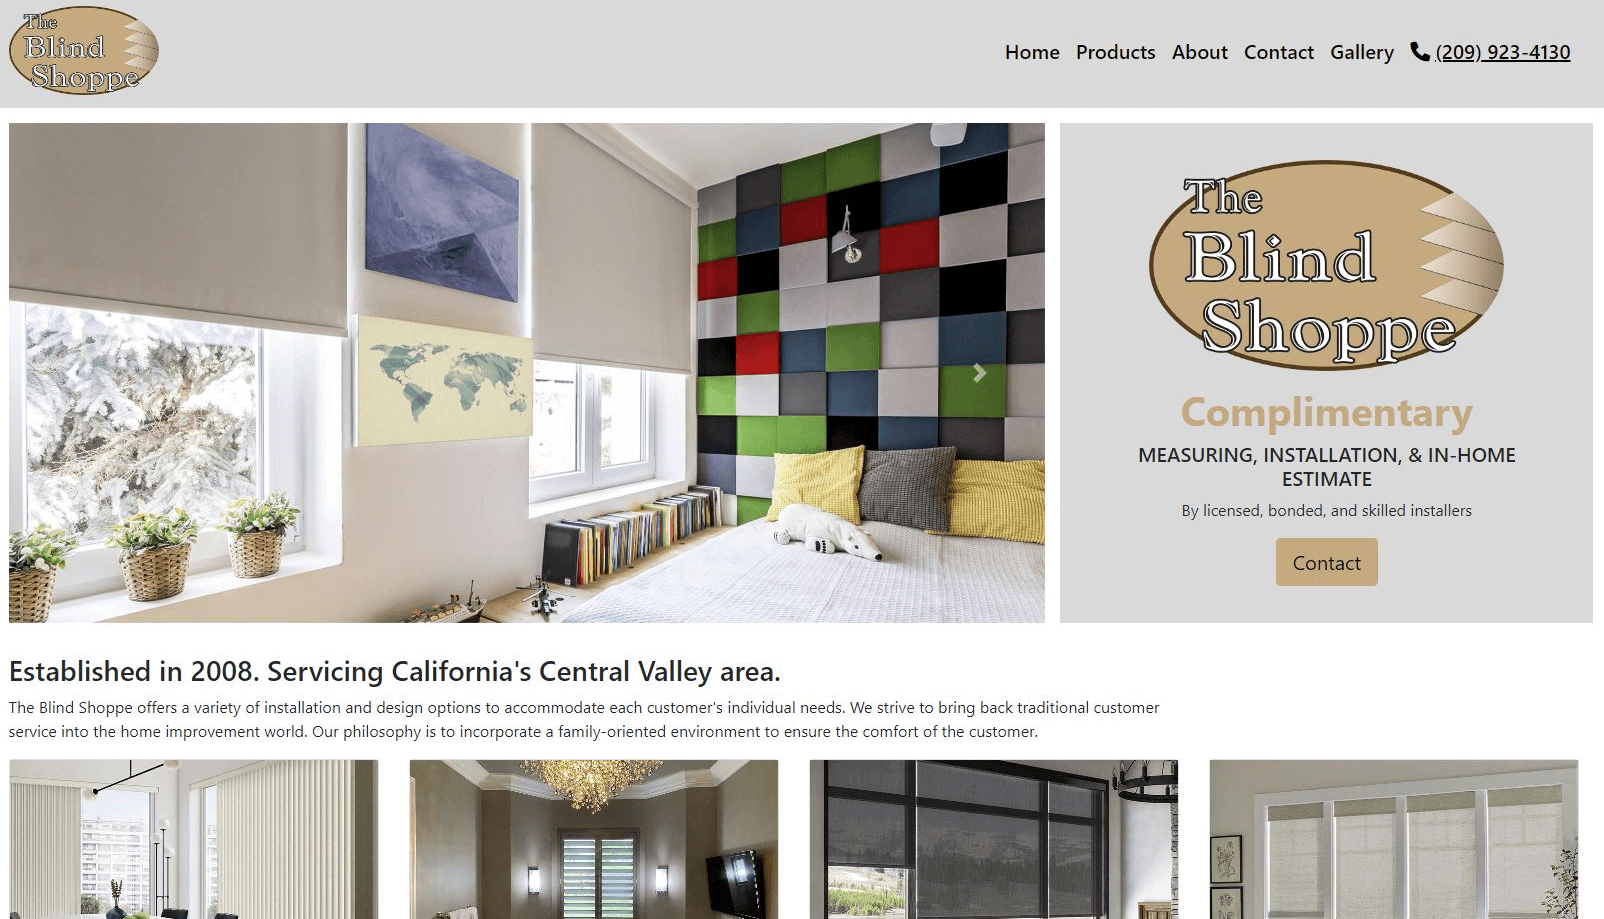 The
Blind
Shoppe
Home Products About Contact Gallery (209) 923-4130
The
Blind
Shoppe
Complimentary
MEASURING, INSTALLATION, & IN-HOME
ESTIMATE
By licensed, bonded, and skilled installers
Contact
Established in 2008. Servicing California's Central Valley area.
The Blind Shoppe offers a variety of installation and design options to accommodate each customer's individual needs. We strive to bring back traditional customer
service into the home improvement world. Our philosophy is to incorporate a family-oriented environment to ensure the comfort of the customer.